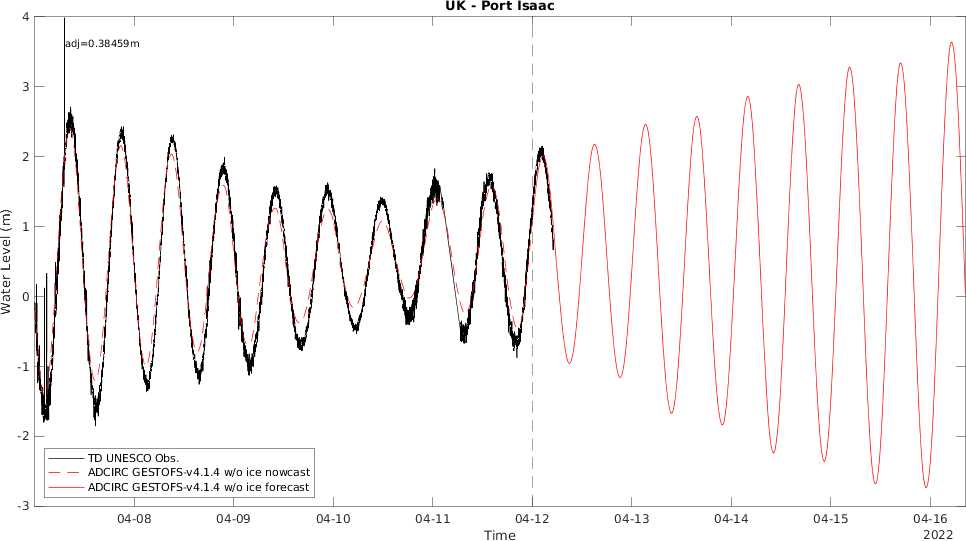 UK - Port Isaac
adj=0.38459m
Water Level (m)
4
3
2
1
0
-1
-2
-3
TD UNESCO Obs.
ADCIRC GESTOFS-v4.1.4 w/o ice nowcast
ADCIRC GESTOFS-v4.1.4 w/o ice forecast
04-08 04-09 04-10 04-11 04-12 04-13 04-14 04-15 04-16
Time
2022